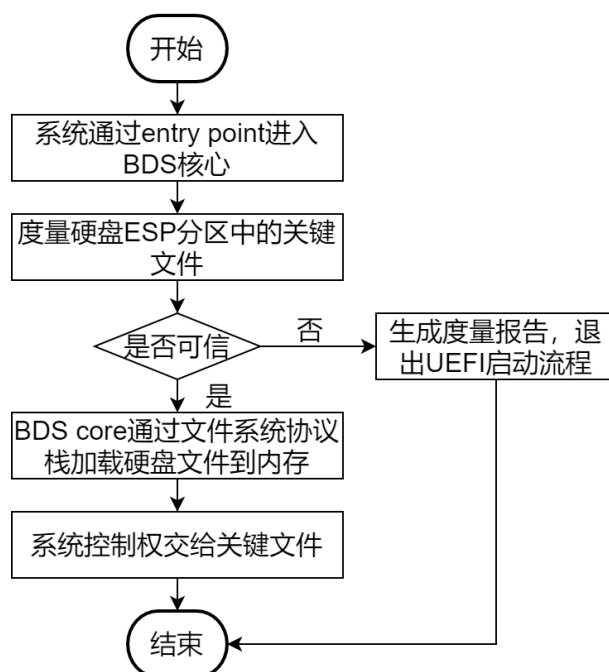 开始
系统通过entry point进入
BDS核心
度量硬盘ESP分区中的关键
文件
是否可信
否
生成度量报告，退
出UEFI启动流程
是
BDS core通过文件系统协议
栈加载硬盘文件到内存
系统控制权交给关键文件
结束